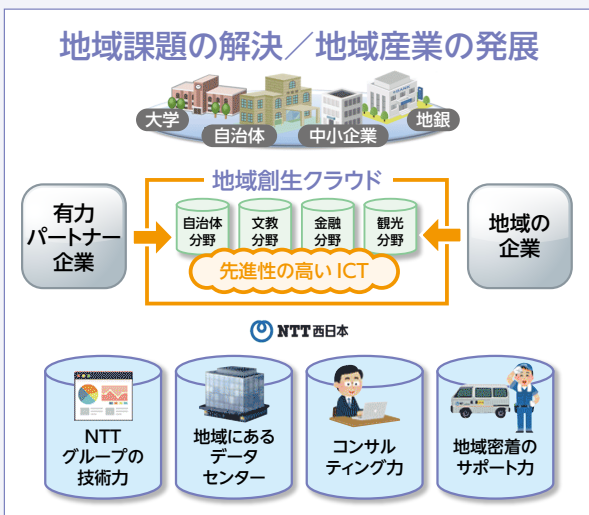 地域課題の解決／地域産業の発展
大学
自治体
中小企業
地銀
地域創生クラウド
有力
パートナー
企業
自治体
分野
文教
分野
金融
分野
観光
分野
地域の
企業
先進性の高いICT
NTT西日本
NTT
グループの
技術力
地域にある
データ
センター
コンサル
ティング力
地域密着の
サポート力